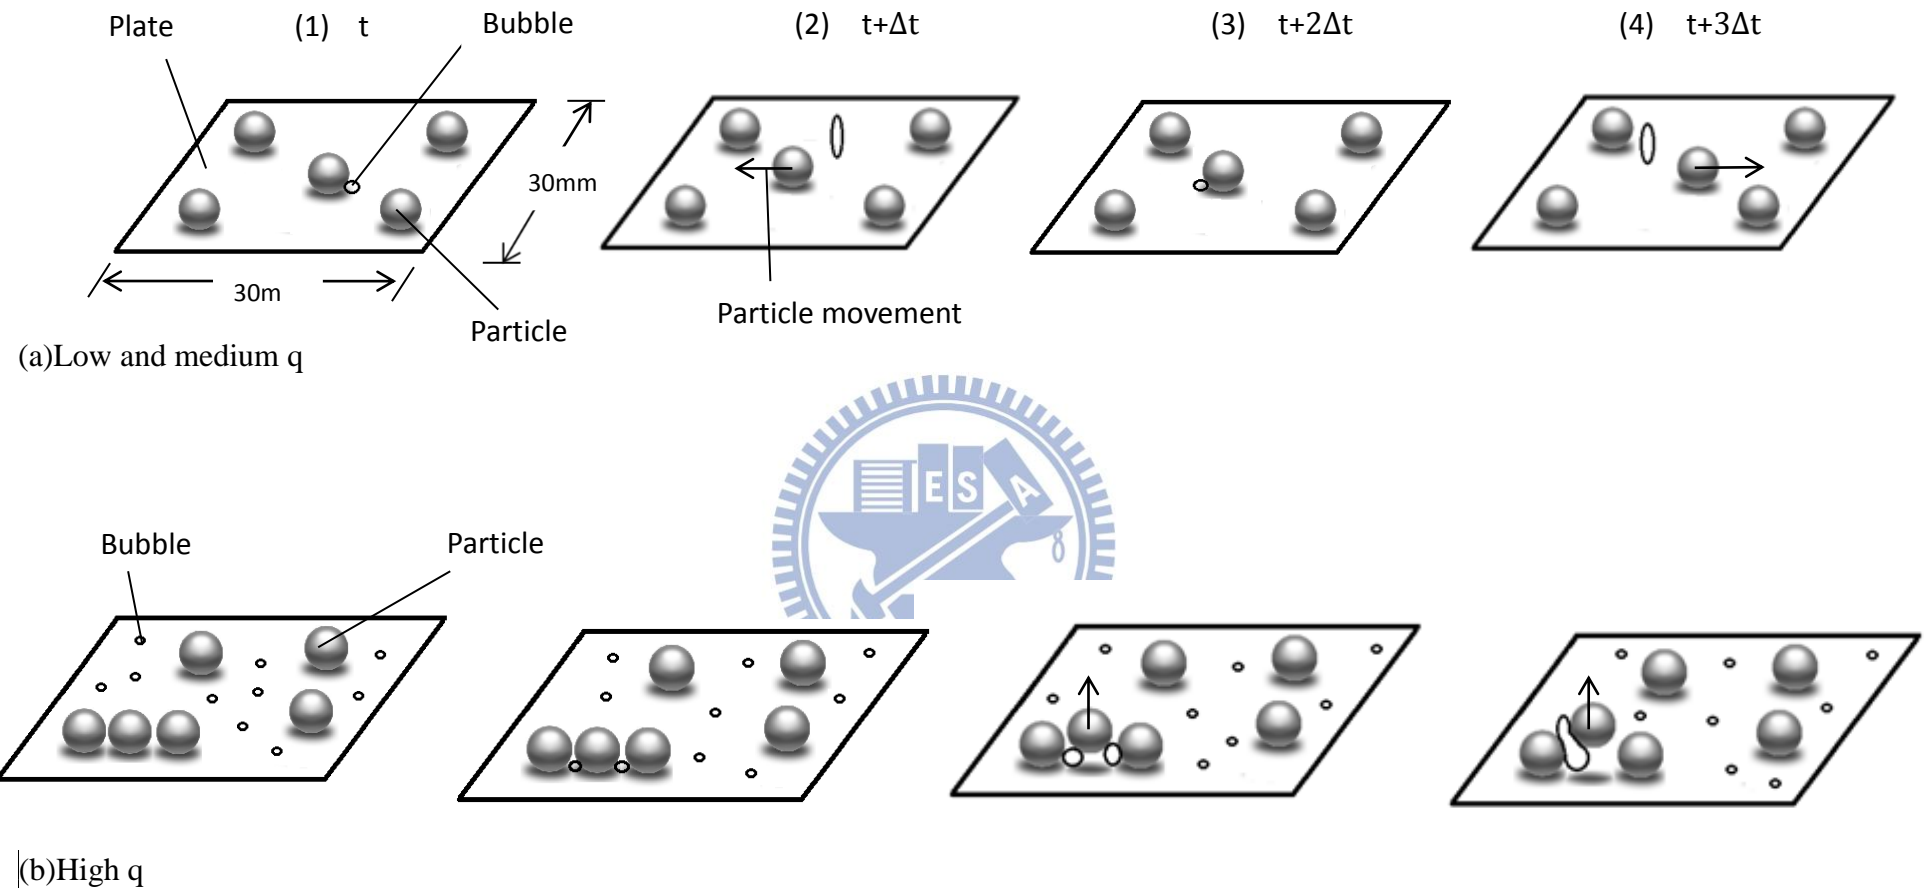 Plate
(1) t
Bubble
(2) t+Δt
(3) t+2Δt
(4) t+3Δt
30mm
30m
Particle
Particle movement
(a)Low and medium q
E S A
Bubble
Particle
(b)High q